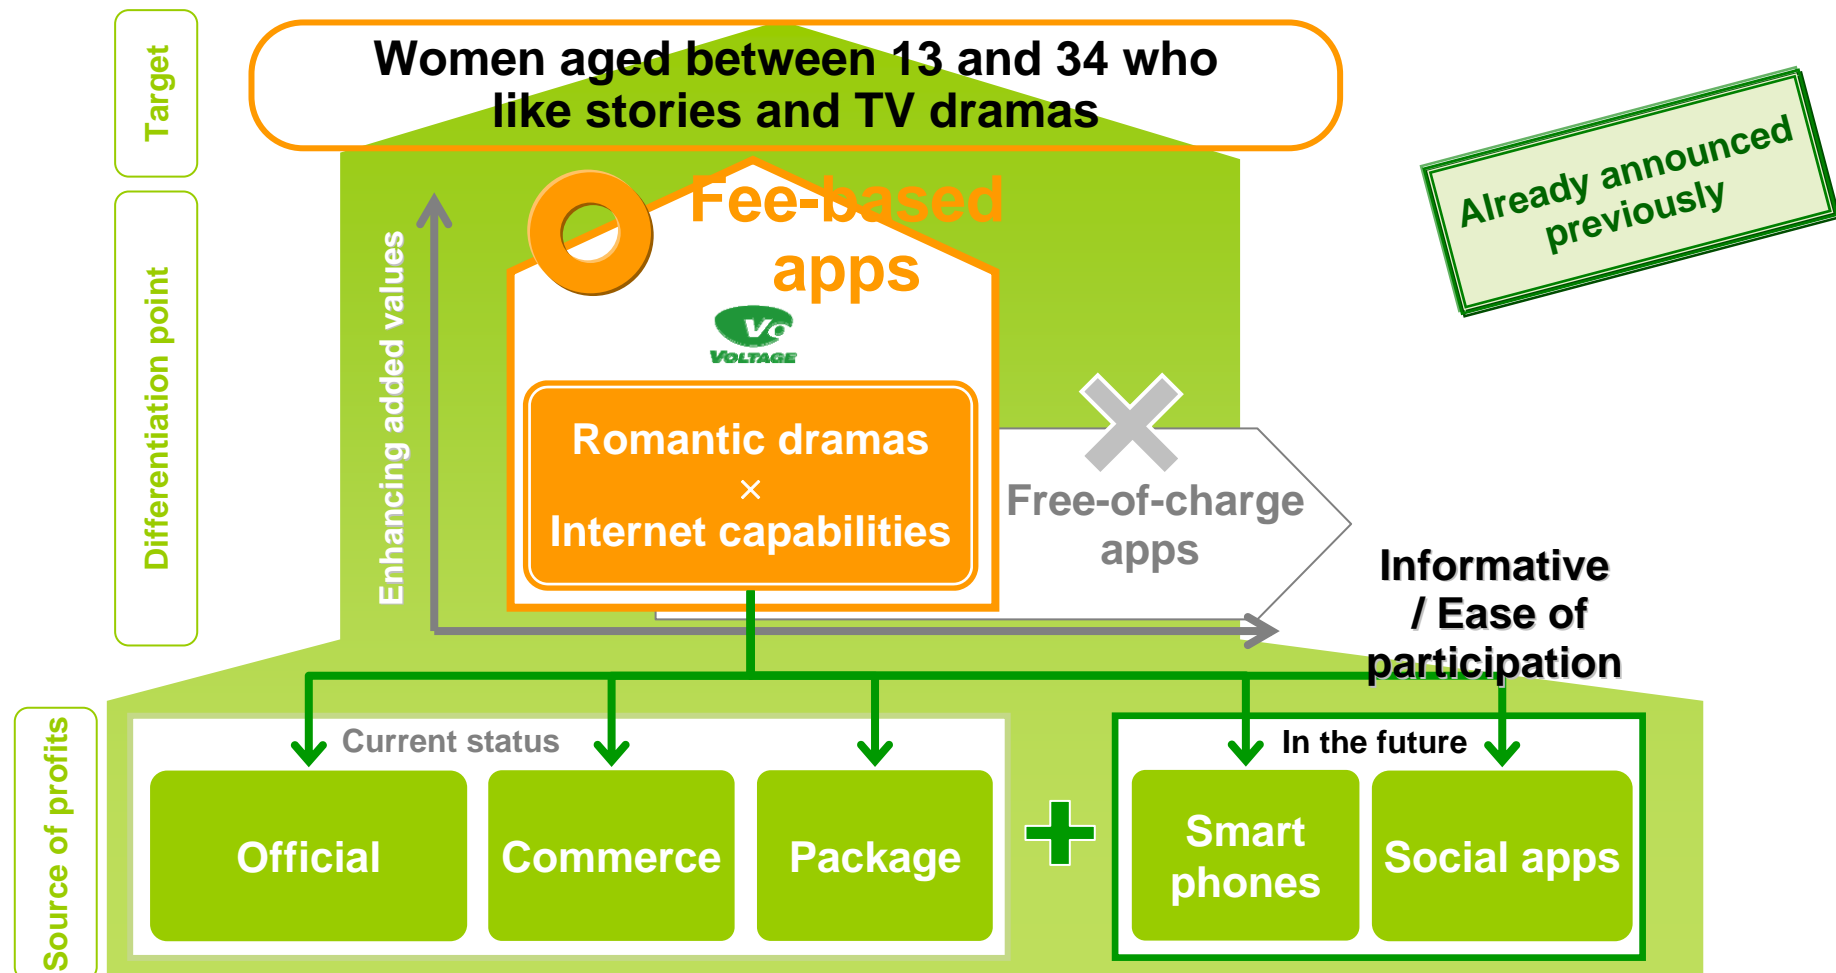 Target
Women aged between 13 and 34 who
like stories and TV dramas
Already announced
previously
Differentiation point
Enhancing added values
Fee-based
apps
Vo
VOLTAGE
Romantic dramas
×
Internet capabilities
Free-of-charge
apps
Informative
/ Ease of
participation
Source of profits
Current status
In the future
Official
Commerce
Package
Smart
phones
Social apps